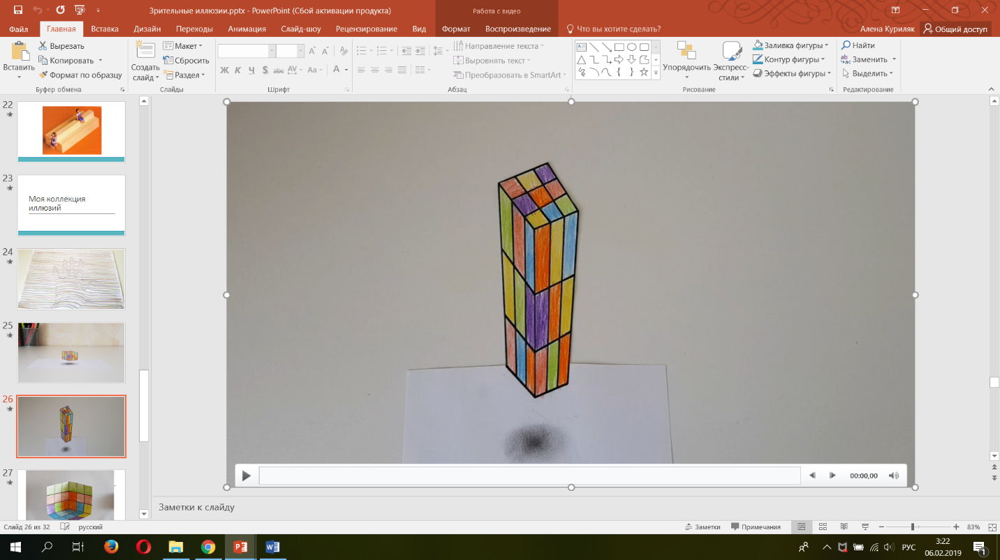 Зрительные иллюзии.pptx - PowerPoint (Сбой активации продукта)
Работа с видео
Файл Главная Вставка Дизайн Переходы Анимация Слайд-шоу Рецензирование Вид Формат Воспроизведение Что вы хотите сделать? Алена Куриляк Общий доступ
Вставить
Вырезать
Копировать
Формат по образцу
Буфер обмена
Создать слайд
Макет
Сбросить
Раздел
Слайды
Ж К Ч S abc AV Aa A
Шрифт
Направление текста
Выровнять текст
Преобразовать в SmartArt
Абзац
Упорядочить
Экспресс-стили
Заливка фигуры
Контур фигуры
Эффекты фигуры
Рисование
Найти
Заменить
Выделить
Редактирование
22
23
Моя коллекция
иллюзий
24
25
26
27
00:00,00
Заметки к слайду
Слайд 26 из 32 русский Заметки Примечания 83%
РУС 3:22
06.02.2019
1